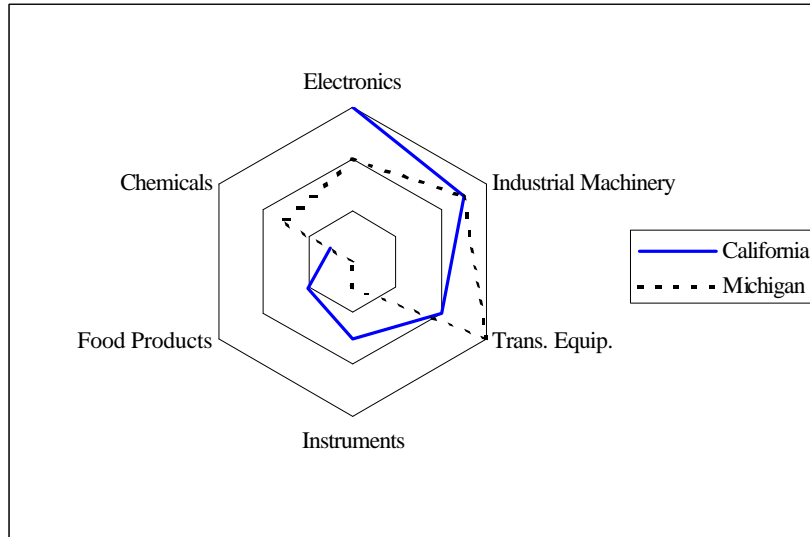 Electronics
Chemicals
Industrial Machinery
California
Michigan
Food Products
Trans. Equip.
Instruments